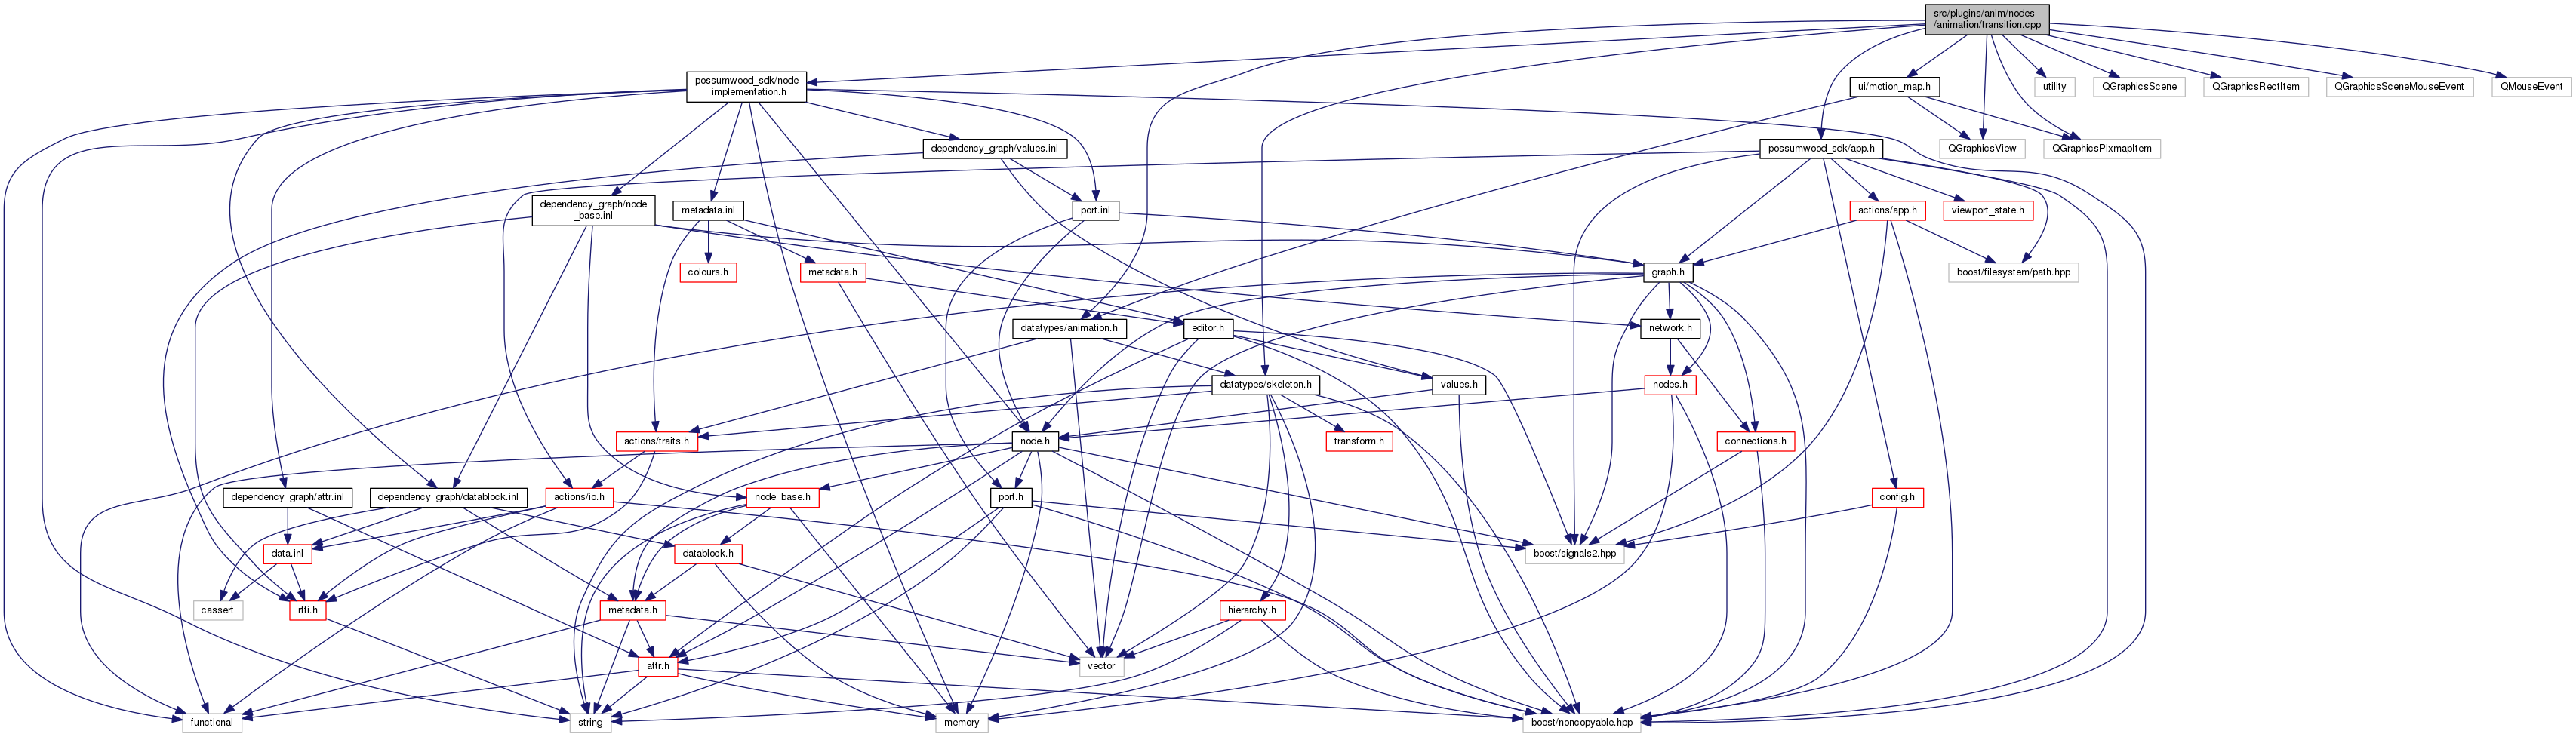 src/plugins/anim/nodes
/animation/transition.cpp
possumwood_sdk/node
_implementation.h
ui/motion_map.h
utility
QGraphicsScene
QGraphicsRectItem
QGraphicsSceneMouseEvent
QMouseEvent
dependency_graph/values.inl
possumwood_sdk/app.h
QGraphicsView
QGraphicsPixmapItem
dependency_graph/node
_base.inl
metadata.inl
port.inl
actions/app.h
viewport_state.h
colours.h
metadata.h
graph.h
boost/filesystem/path.hpp
datatypes/animation.h
editor.h
network.h
datatypes/skeleton.h
values.h
nodes.h
actions/traits.h
node.h
transform.h
connections.h
dependency_graph/attr.inl
dependency_graph/datablock.inl
actions/io.h
node_base.h
port.h
config.h
data.inl
datablock.h
boost/signals2.hpp
cassert
rtti.h
metadata.h
hierarchy.h
attr.h
vector
functional
string
memory
boost/noncopyable.hpp